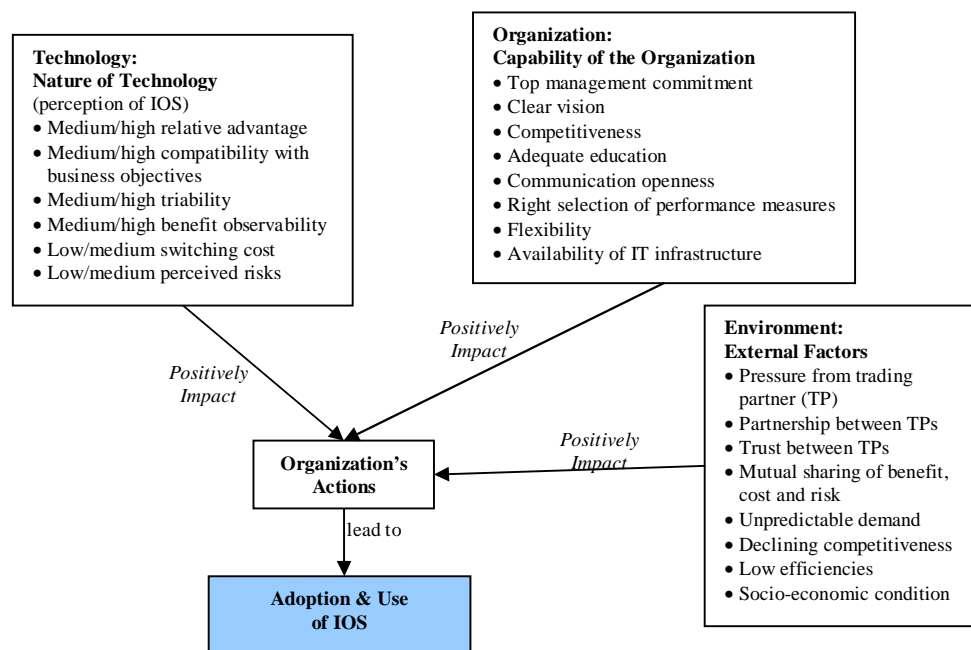 Technology:
Nature of Technology
(perception of IOS)
• Medium/high relative advantage
• Medium/high compatibility with
business objectives
• Medium/high triability
• Medium/high benefit observability
• Low/medium switching cost
• Low/medium perceived risks
Organization:
Capability of the Organization
• Top management commitment
• Clear vision
• Competitiveness
• Adequate education
• Communication openness
• Right selection of performance measures
• Flexibility
• Availability of IT infrastructure
Environment:
External Factors
• Pressure from trading
partner (TP)
• Partnership between TPs
• Trust between TPs
• Mutual sharing of benefit,
cost and risk
• Unpredictable demand
• Declining competitiveness
• Low efficiencies
• Socio-economic condition
Positively
Impact
Positively
Impact
Positively
Impact
Organization’s
Actions
lead to
Adoption & Use
of IOS